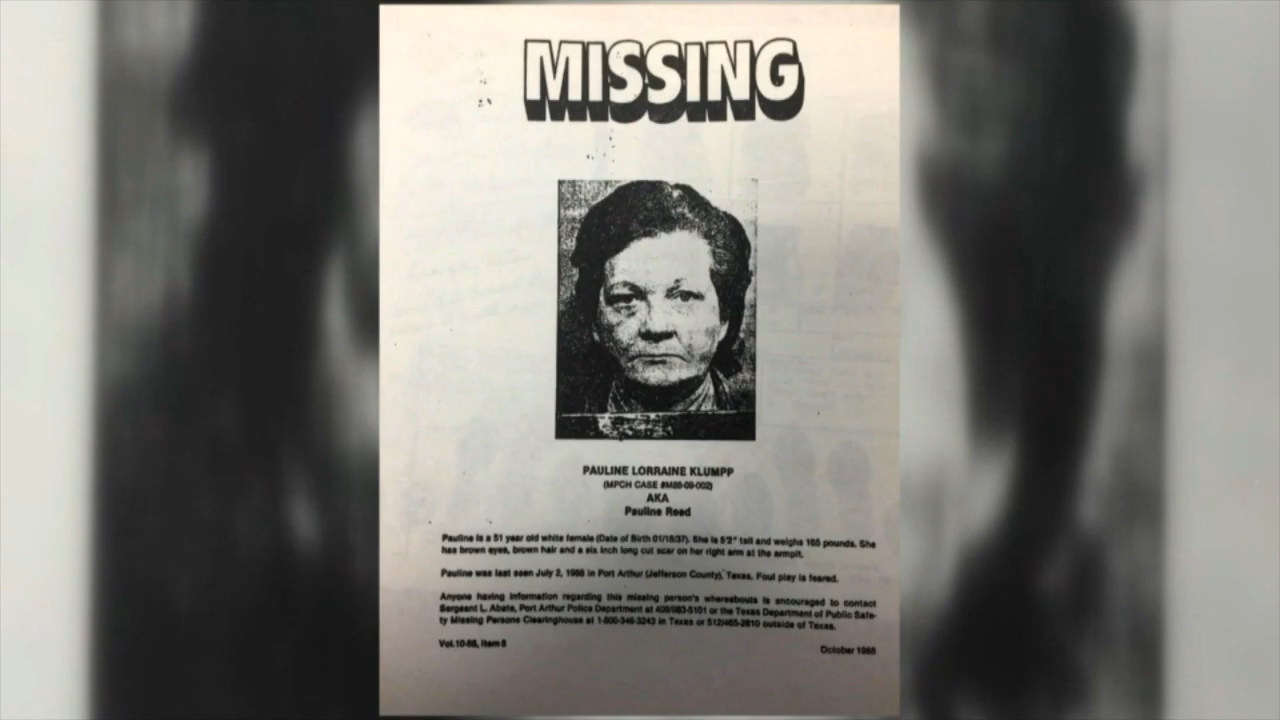 MISSING
PAULINE LORRAINE KLUMPP
(MPCH CASE #M88-09-002)
AKA
Pauline Reed
Pauline is a 51 year old white female (Date of Birth 01/18/37). She is 5'2" tall and weighs 165 pounds. She
has brown eyes, brown hair and a six inch long cut scar on her right arm at the armpit.
Pauline was last seen July 2, 1988 in Port Arthur (Jefferson County), Texas. Foul play is feared.
Anyone having information regarding this missing person's whereabouts is encouraged to contact
Sergeant L. Abate, Port Arthur Police Department at 409/983-5101 or the Texas Department of Public Safe-
ty Missing Persons Clearinghouse at 1-800-346-3243 in Texas or 512/465-2810 outside of Texas.
Vol.10-88, Item 8
October 1988